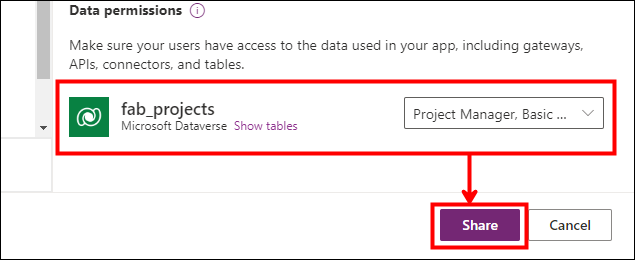 Data permissions
Make sure your users have access to the data used in your app, including gateways,
APIs, connectors, and tables.
fab_projects
Microsoft Dataverse Show tables
Project Manager, Basic ...
Share
Cancel